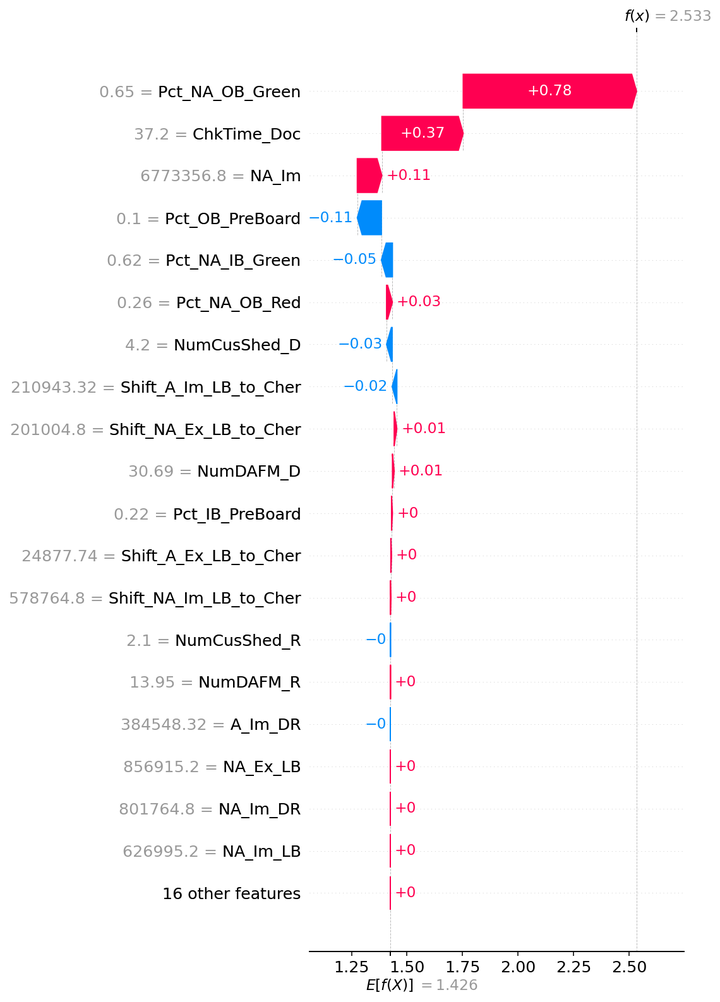 f(x) = 2.533
0.65 = Pct_NA_OB_Green +0.78
37.2 = ChkTime_Doc +0.37
6773356.8 = NA_Im +0.11
0.1 = Pct_OB_PreBoard −0.11
0.62 = Pct_NA_IB_Green −0.05
0.26 = Pct_NA_OB_Red +0.03
4.2 = NumCusShed_D −0.03
210943.32 = Shift_A_Im_LB_to_Cher −0.02
201004.8 = Shift_NA_Ex_LB_to_Cher +0.01
30.69 = NumDAFM_D +0.01
0.22 = Pct_IB_PreBoard +0
24877.74 = Shift_A_Ex_LB_to_Cher +0
578764.8 = Shift_NA_Im_LB_to_Cher +0
2.1 = NumCusShed_R −0
13.95 = NumDAFM_R +0
384548.32 = A_Im_DR −0
856915.2 = NA_Ex_LB +0
801764.8 = NA_Im_DR +0
626995.2 = NA_Im_LB +0
16 other features +0
1.25 1.50 1.75 2.00 2.25 2.50
E[f(X)] = 1.426